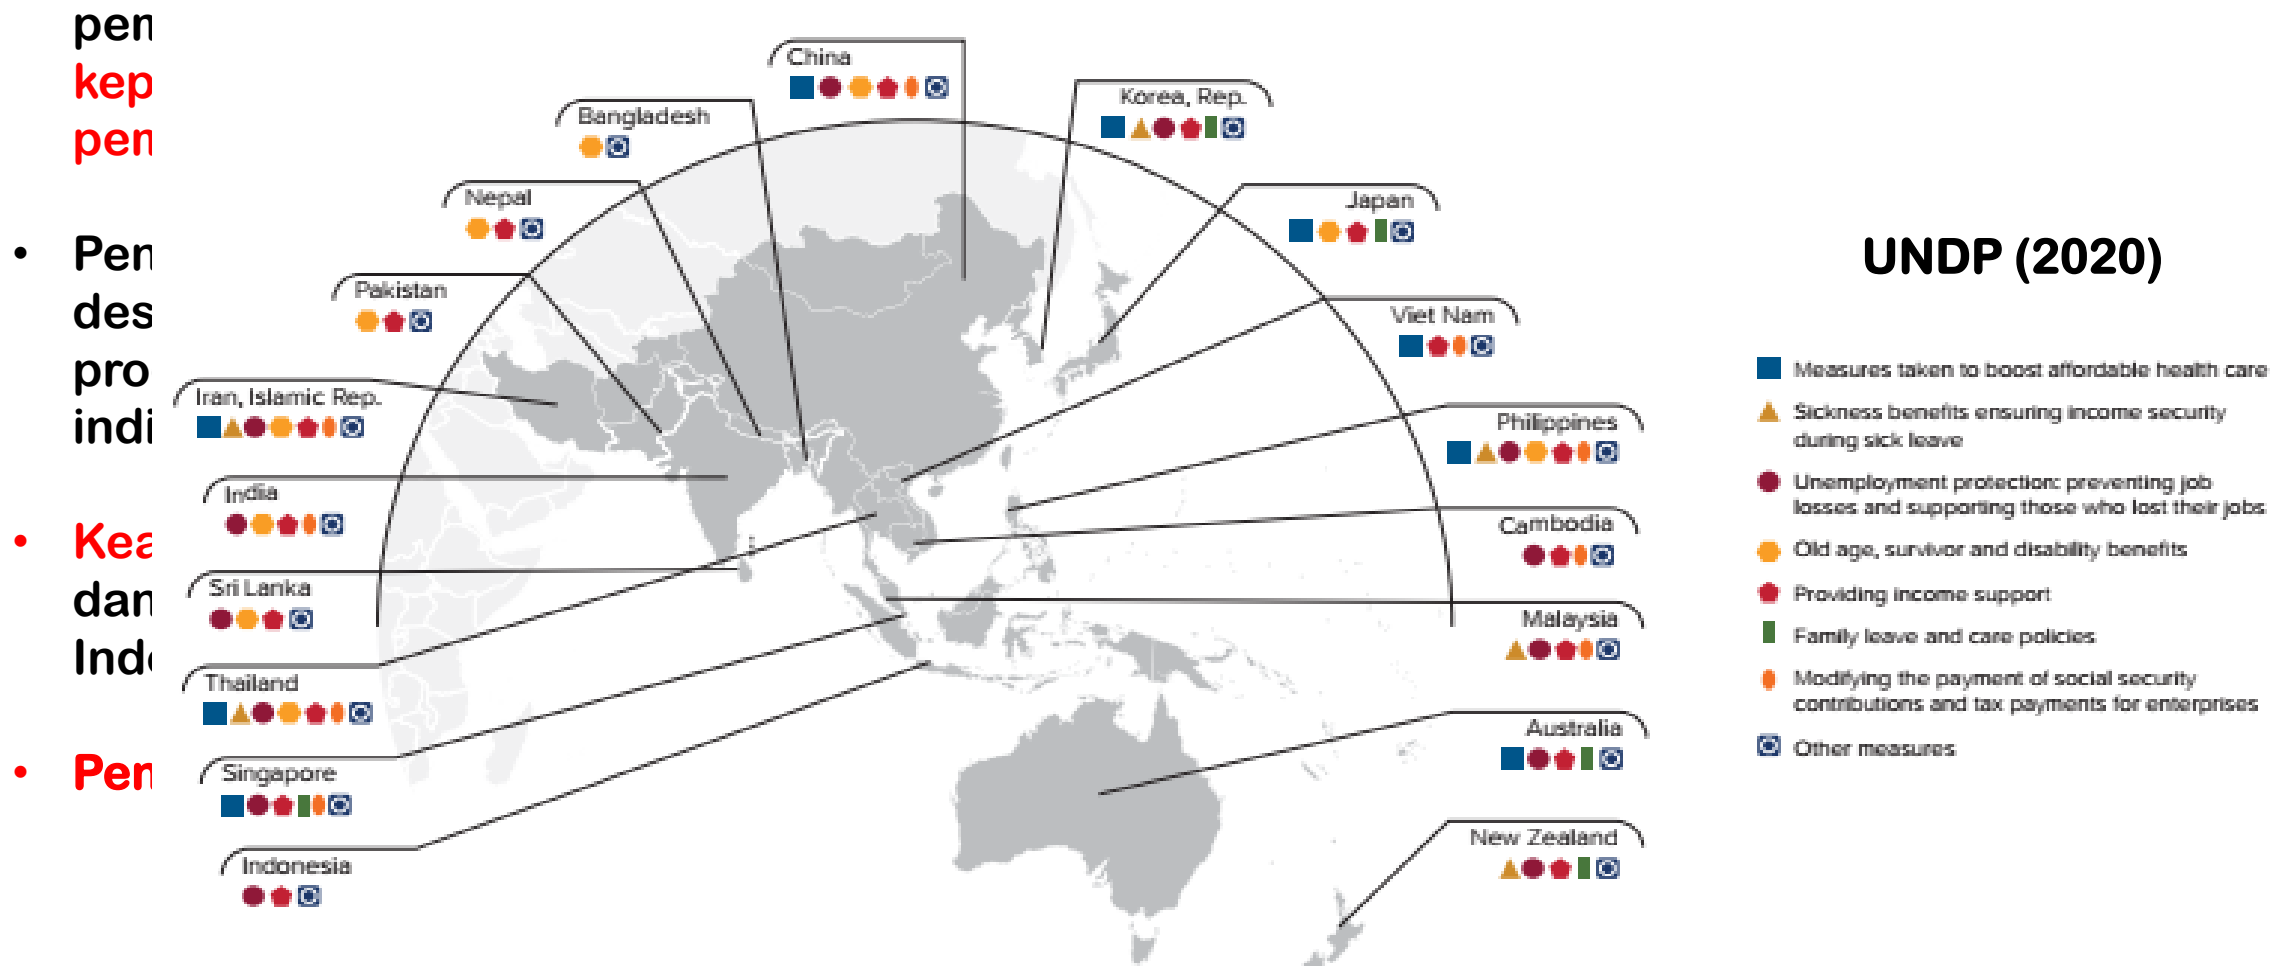 pen
kep
pen
• Pen
des
pro
indi
• Kea
dan
Ind
• Pen
China
Korea, Rep.
Bangladesh
Nepal
Japan
Pakistan
Viet Nam
Iran, Islamic Rep.
Philippines
India
Cambodia
Sri Lanka
Malaysia
Thailand
Australia
Singapore
New Zealand
Indonesia
UNDP (2020)
Measures taken to boost affordable health care
Sickness benefits ensuring income security
during sick leave
Unemployment protection: preventing job
losses and supporting those who lost their jobs
Old age, survivor and disability benefits
Providing income support
Family leave and care policies
Modifying the payment of social security
contributions and tax payments for enterprises
Other measures